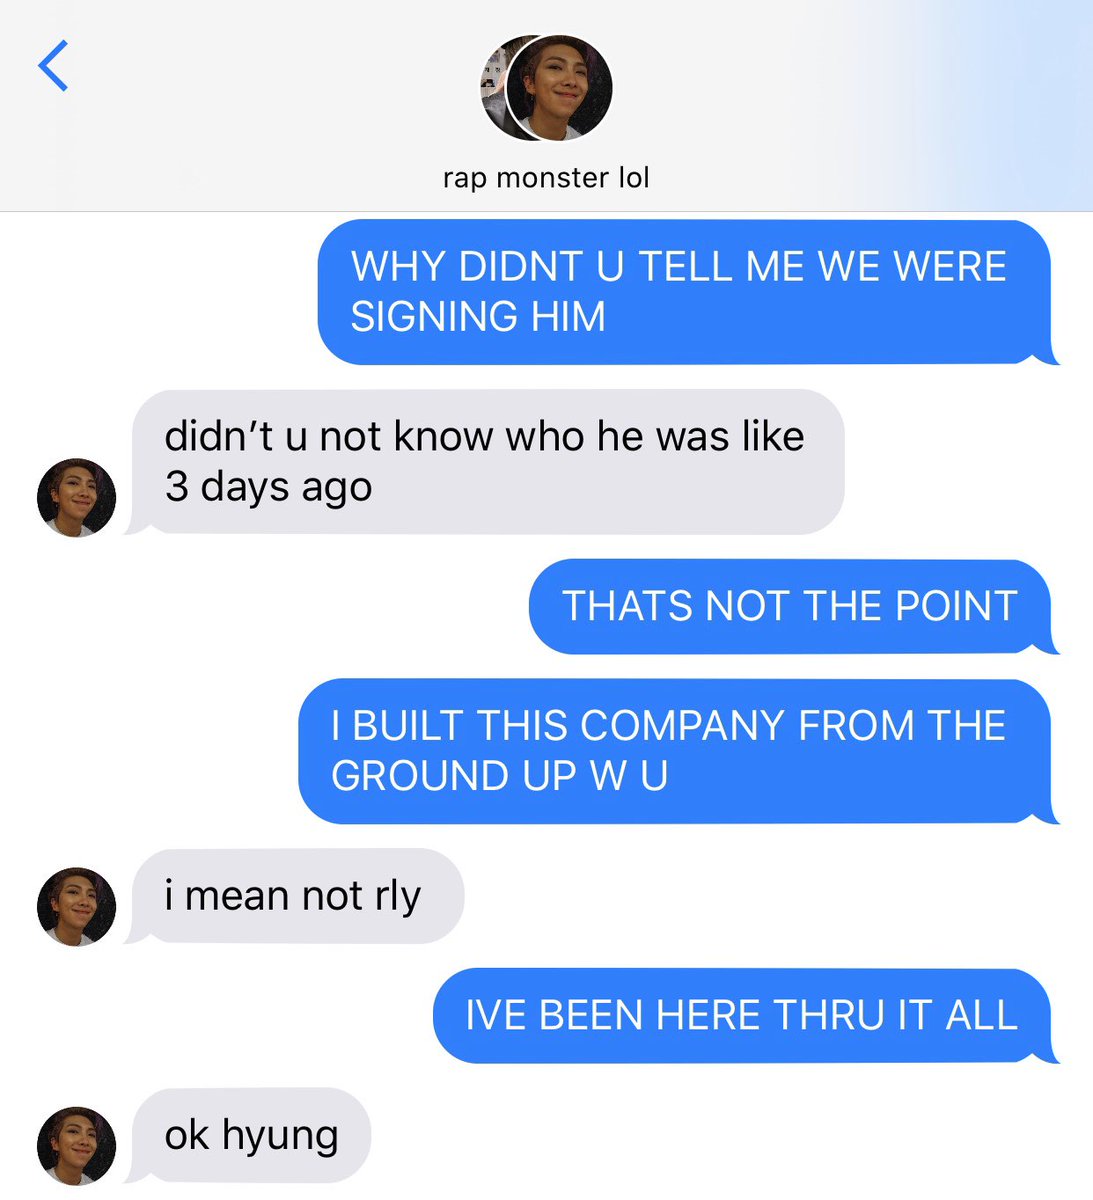 rap monster lol
WHY DIDNT U TELL ME WE WERE
SIGNING HIM
didn’t u not know who he was like
3 days ago
THATS NOT THE POINT
I BUILT THIS COMPANY FROM THE
GROUND UP W U
i mean not rly
IVE BEEN HERE THRU IT ALL
ok hyung